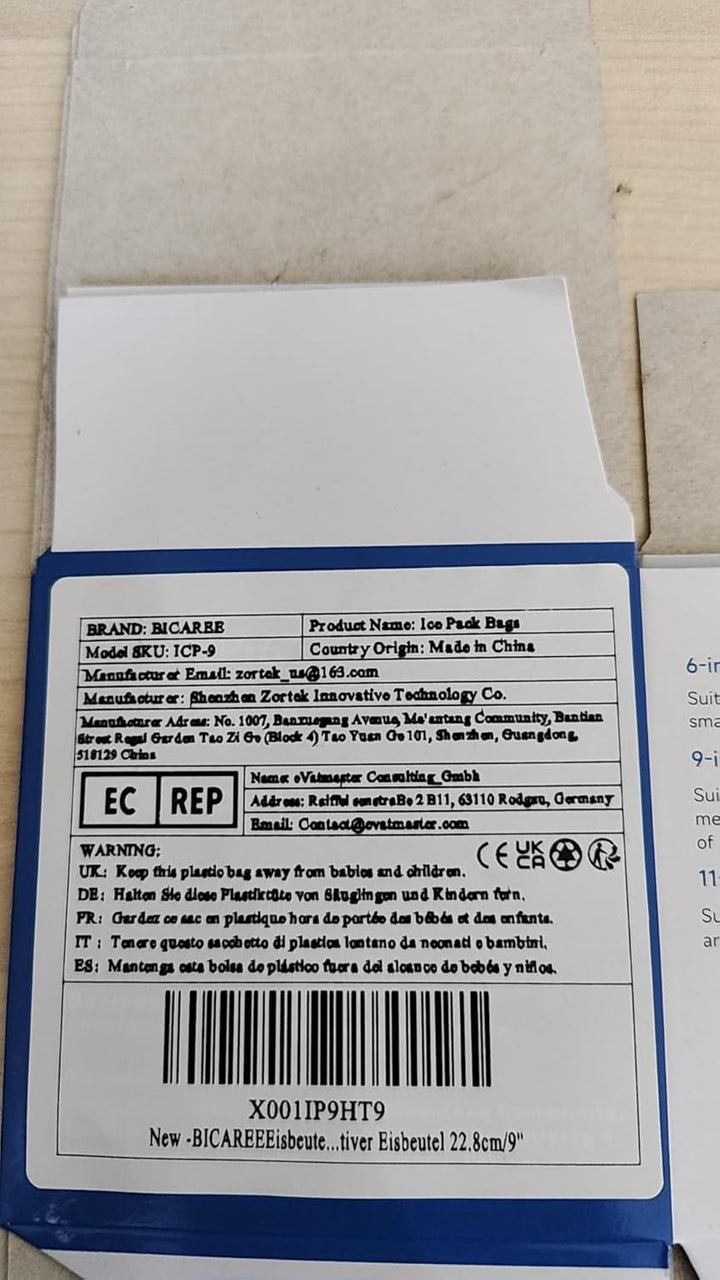 BRAND: BICAREE
Product Name: Ice Pack Bags
Model SKU: ICP-9
Country Origin: Made in China
Manufacturer Email: zortek_us@163.com
Manufacturer: Shenzhen Zortek Innovative Technology Co.
Manufacturer Adress: No. 1007, Avenue, Ma'antang Community, Bantian
Street Regal Garden Tao Zi Ge (Block 4) Tao Yuan Ge 101, Shenzhen, Guangdong,
518129 China
EC REP
Name: eVatmaster Consulting_Gmbh
Address: 2 B11, 63110 Rodgau, Germany
Email: Contact@evatmaster.com
WARNING:
CE UK CA
UK: Keep this plastic bag away from babies and children.
DE: Halten Sie diese Plastiktüte von Säuglingen und Kindern fern.
FR: Gardez ce sac en plastique hors de portée des bébés et des enfants.
IT : Tenere questo sacchetto di plastica lontano da neonati e bambini.
ES: Mantenga esta bolsa de plástico fuera del alcance de bebés y niños.
X001IP9HT9
New -BICAREEEisbeute...tiver Eisbeutel 22.8cm/9"
6-in
Suit
sma
9-i
Sui
me
of
11-
Su
ar